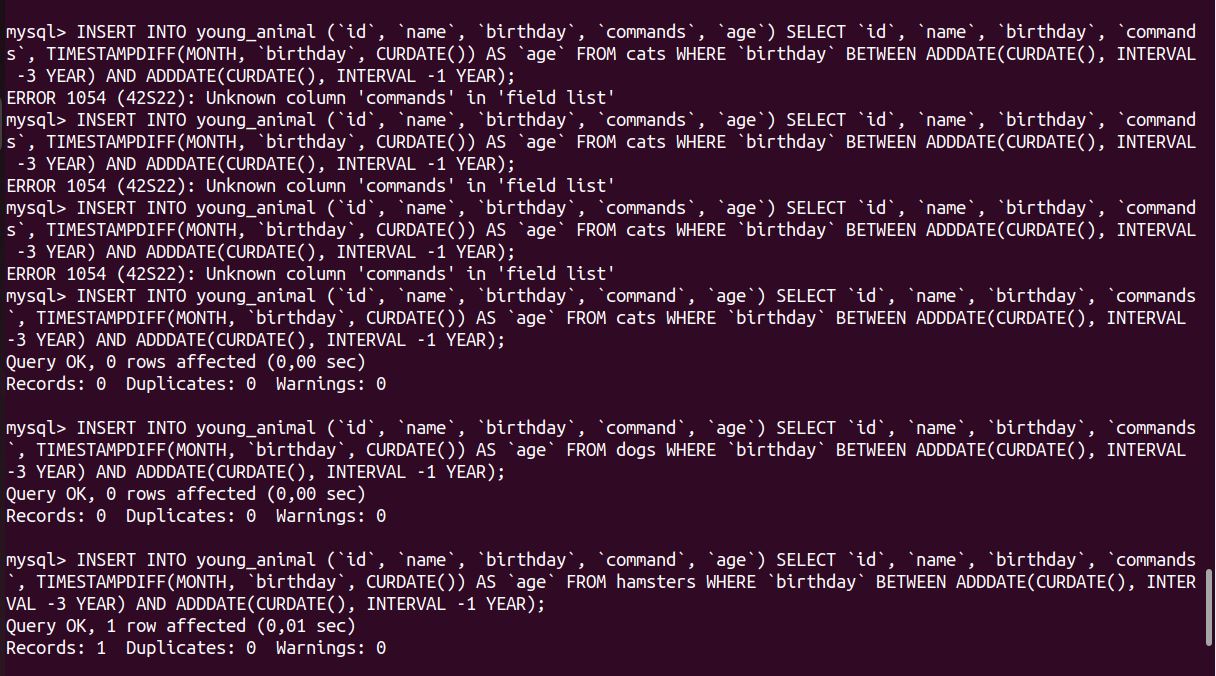 mysql> INSERT INTO young_animal (`id`, `name`, `birthday`, `commands`, `age`) SELECT `id`, `name`, `birthday`, `command
s`, TIMESTAMPDIFF(MONTH, `birthday`, CURDATE()) AS `age` FROM cats WHERE `birthday` BETWEEN ADDDATE(CURDATE(), INTERVAL
 -3 YEAR) AND ADDDATE(CURDATE(), INTERVAL -1 YEAR);
ERROR 1054 (42S22): Unknown column 'commands' in 'field list'
mysql> INSERT INTO young_animal (`id`, `name`, `birthday`, `commands`, `age`) SELECT `id`, `name`, `birthday`, `command
s`, TIMESTAMPDIFF(MONTH, `birthday`, CURDATE()) AS `age` FROM cats WHERE `birthday` BETWEEN ADDDATE(CURDATE(), INTERVAL
 -3 YEAR) AND ADDDATE(CURDATE(), INTERVAL -1 YEAR);
ERROR 1054 (42S22): Unknown column 'commands' in 'field list'
mysql> INSERT INTO young_animal (`id`, `name`, `birthday`, `commands`, `age`) SELECT `id`, `name`, `birthday`, `command
s`, TIMESTAMPDIFF(MONTH, `birthday`, CURDATE()) AS `age` FROM cats WHERE `birthday` BETWEEN ADDDATE(CURDATE(), INTERVAL
 -3 YEAR) AND ADDDATE(CURDATE(), INTERVAL -1 YEAR);
ERROR 1054 (42S22): Unknown column 'commands' in 'field list'
mysql> INSERT INTO young_animal (`id`, `name`, `birthday`, `command`, `age`) SELECT `id`, `name`, `birthday`, `commands
`, TIMESTAMPDIFF(MONTH, `birthday`, CURDATE()) AS `age` FROM cats WHERE `birthday` BETWEEN ADDDATE(CURDATE(), INTERVAL
-3 YEAR) AND ADDDATE(CURDATE(), INTERVAL -1 YEAR);
Query OK, 0 rows affected (0,00 sec)
Records: 0  Duplicates: 0  Warnings: 0
mysql> INSERT INTO young_animal (`id`, `name`, `birthday`, `command`, `age`) SELECT `id`, `name`, `birthday`, `commands
`, TIMESTAMPDIFF(MONTH, `birthday`, CURDATE()) AS `age` FROM dogs WHERE `birthday` BETWEEN ADDDATE(CURDATE(), INTERVAL
-3 YEAR) AND ADDDATE(CURDATE(), INTERVAL -1 YEAR);
Query OK, 0 rows affected (0,00 sec)
Records: 0  Duplicates: 0  Warnings: 0
mysql> INSERT INTO young_animal (`id`, `name`, `birthday`, `command`, `age`) SELECT `id`, `name`, `birthday`, `commands
`, TIMESTAMPDIFF(MONTH, `birthday`, CURDATE()) AS `age` FROM hamsters WHERE `birthday` BETWEEN ADDDATE(CURDATE(), INTER
VAL -3 YEAR) AND ADDDATE(CURDATE(), INTERVAL -1 YEAR);
Query OK, 1 row affected (0,01 sec)
Records: 1  Duplicates: 0  Warnings: 0